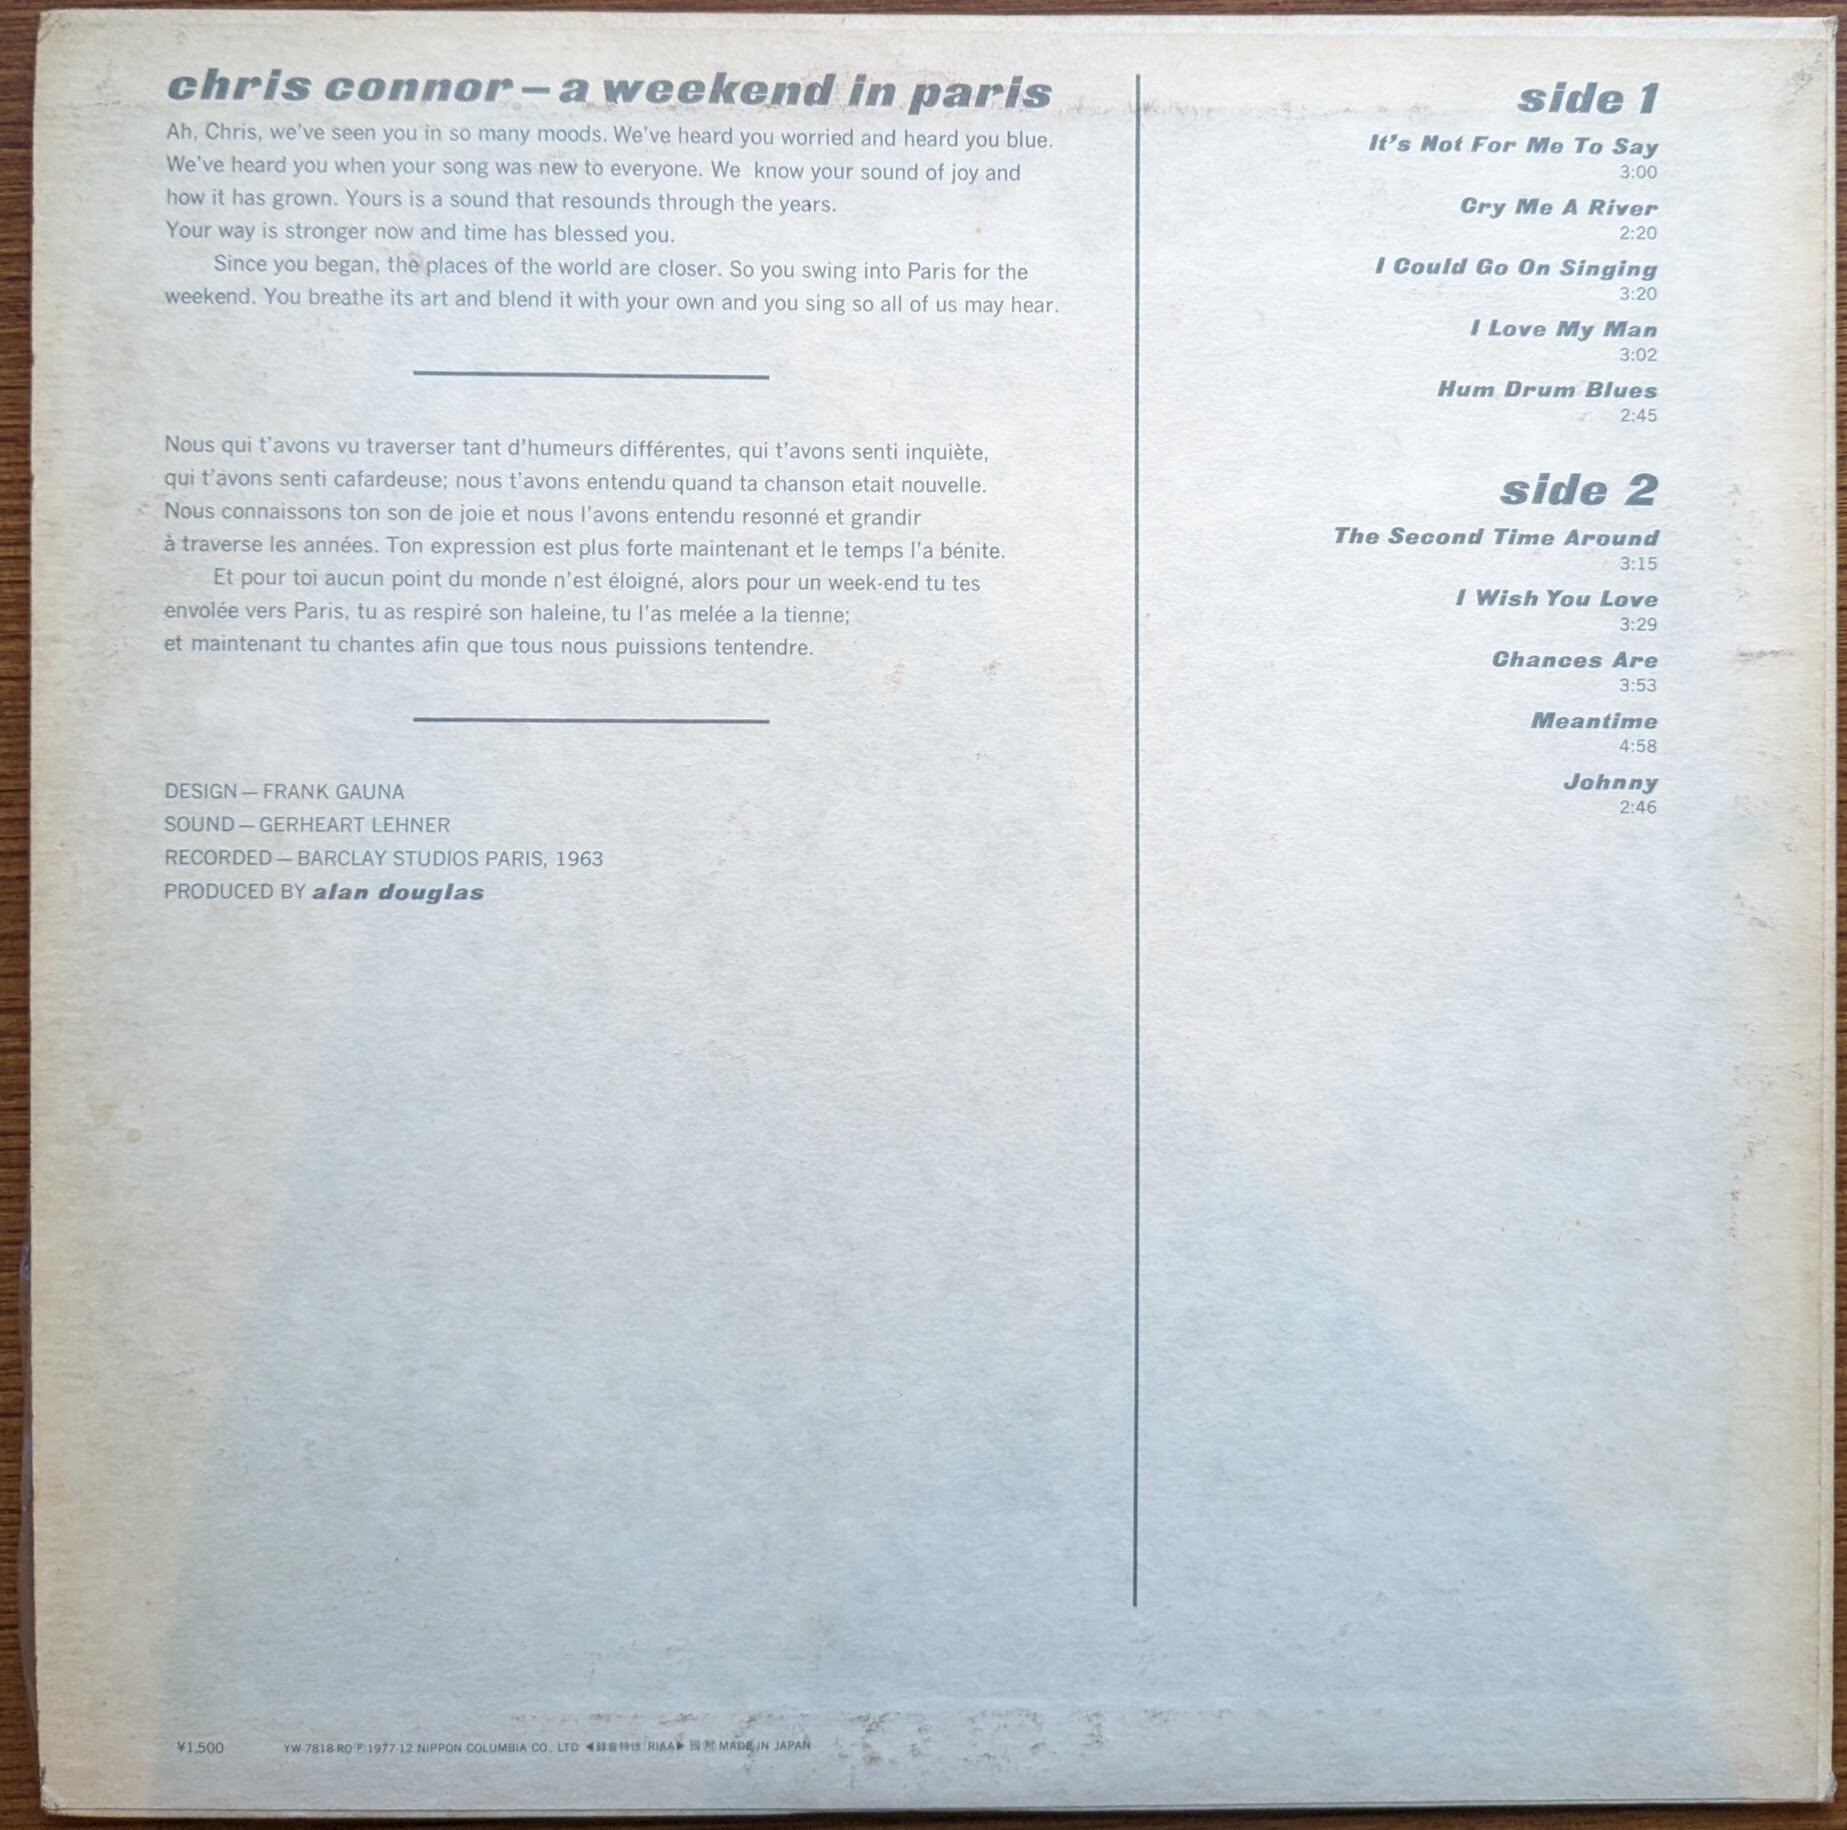 chris connor — a weekend in paris
Ah, Chris, we've seen you in so many moods. We've heard you worried and heard you blue.
We've heard you when your song was new to everyone. We know your sound of joy and
how it has grown. Yours is a sound that resounds through the years.
Your way is stronger now and time has blessed you.
Since you began, the places of the world are closer. So you swing into Paris for the
weekend. You breathe its art and blend it with your own and you sing so all of us may hear.
Nous qui t'avons vu traverser tant d'humeurs différentes, qui t'avons senti inquiète,
qui t'avons senti cafardeuse; nous t'avons entendu quand ta chanson etait nouvelle.
Nous connaissons ton son de joie et nous l'avons entendu resonné et grandir
à traverse les années. Ton expression est plus forte maintenant et le temps l'a bénite.
Et pour toi aucun point du monde n'est éloigné, alors pour un week-end tu tes
envolée vers Paris, tu as respiré son haleine, tu l'as melée a la tienne;
et maintenant tu chantes afin que tous nous puissions tentendre.
DESIGN — FRANK GAUNA
SOUND — GERHEART LEHNER
RECORDED — BARCLAY STUDIOS PARIS, 1963
PRODUCED BY alan douglas
side 1
It's Not For Me To Say
3:00
Cry Me A River
2:20
I Could Go On Singing
3:20
I Love My Man
3:02
Hum Drum Blues
2:45
side 2
The Second Time Around
3:15
I Wish You Love
3:29
Chances Are
3:53
Meantime
4:58
Johnny
2:46
¥1,500 YW-7818-RO Ⓟ 1977·12 NIPPON COLUMBIA CO., LTD ◀録音特性 RIAA▶ MADE IN JAPAN